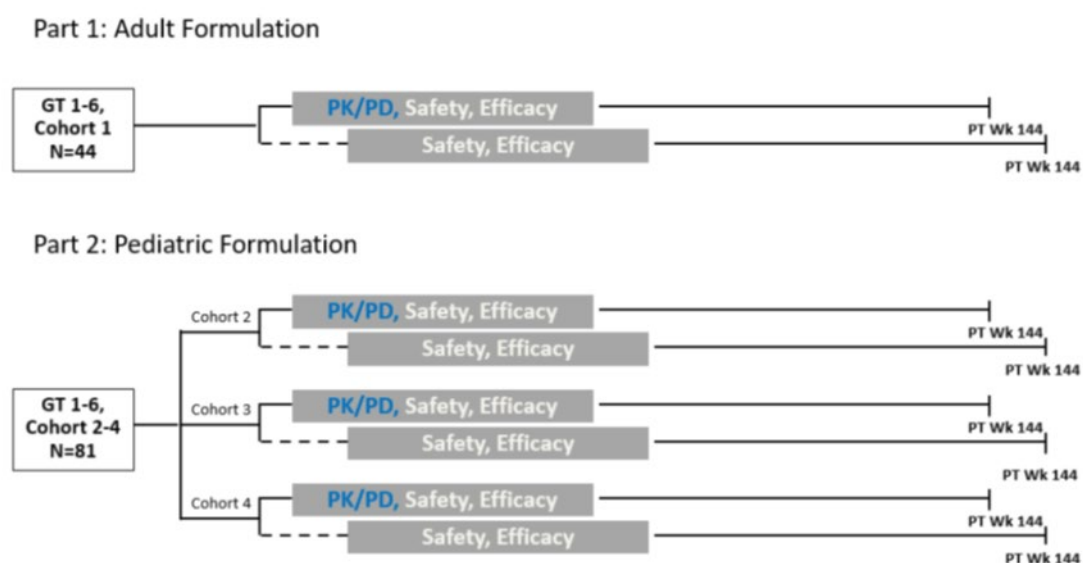 Part 1: Adult Formulation
GT 1-6,
Cohort 1
N=44
PK/PD, Safety, Efficacy
PT Wk 144
Safety, Efficacy
PT Wk 144
Part 2: Pediatric Formulation
GT 1-6,
Cohort 2-4
N=81
Cohort 2
PK/PD, Safety, Efficacy
PT Wk 144
Safety, Efficacy
PT Wk 144
Cohort 3
PK/PD, Safety, Efficacy
PT Wk 144
Safety, Efficacy
PT Wk 144
Cohort 4
PK/PD, Safety, Efficacy
PT Wk 144
Safety, Efficacy
PT Wk 144